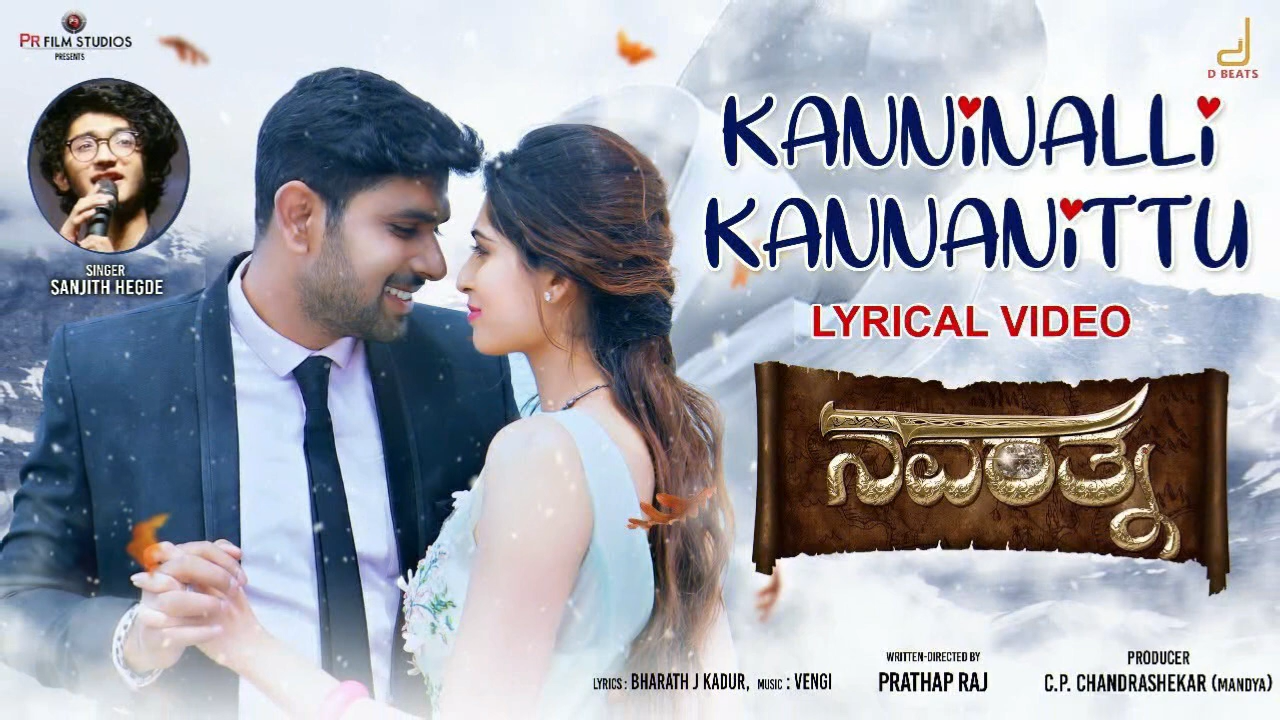 PR FILM STUDIOS
PRESENTS
D BEATS
SINGER
SANJITH HEGDE
KANNINALLI
KANNANITTU
LYRICAL VIDEO
ನವರತ್ನ
LYRICS : BHARATH J KADUR, MUSIC : VENGI
WRITTEN-DIRECTED BY
PRATHAP RAJ
PRODUCER
C.P. CHANDRASHEKAR (MANDYA)